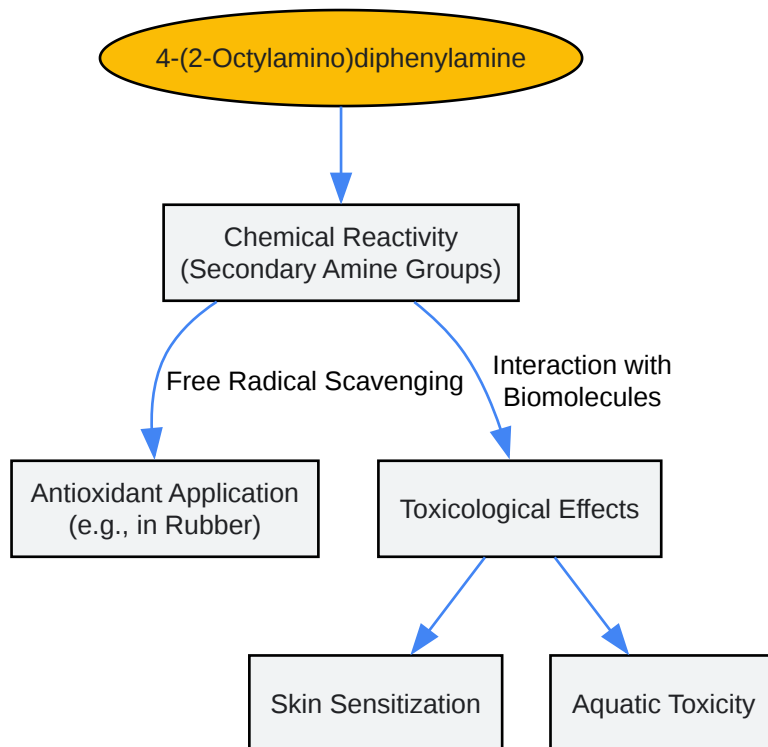 4-(2-Octylamino)diphenylamine
Chemical Reactivity
(Secondary Amine Groups)
Free Radical Scavenging
Interaction with
Biomolecules
Antioxidant Application
(e.g., in Rubber)
Toxicological Effects
Skin Sensitization
Aquatic Toxicity